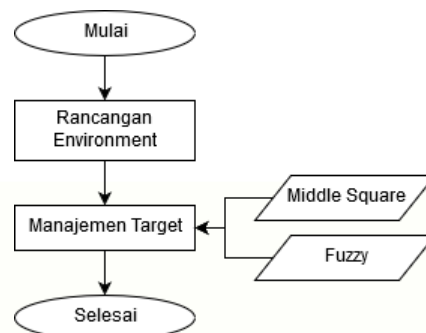 Mulai
Rancangan
Environment
Manajemen Target
Middle Square
Fuzzy
Selesai